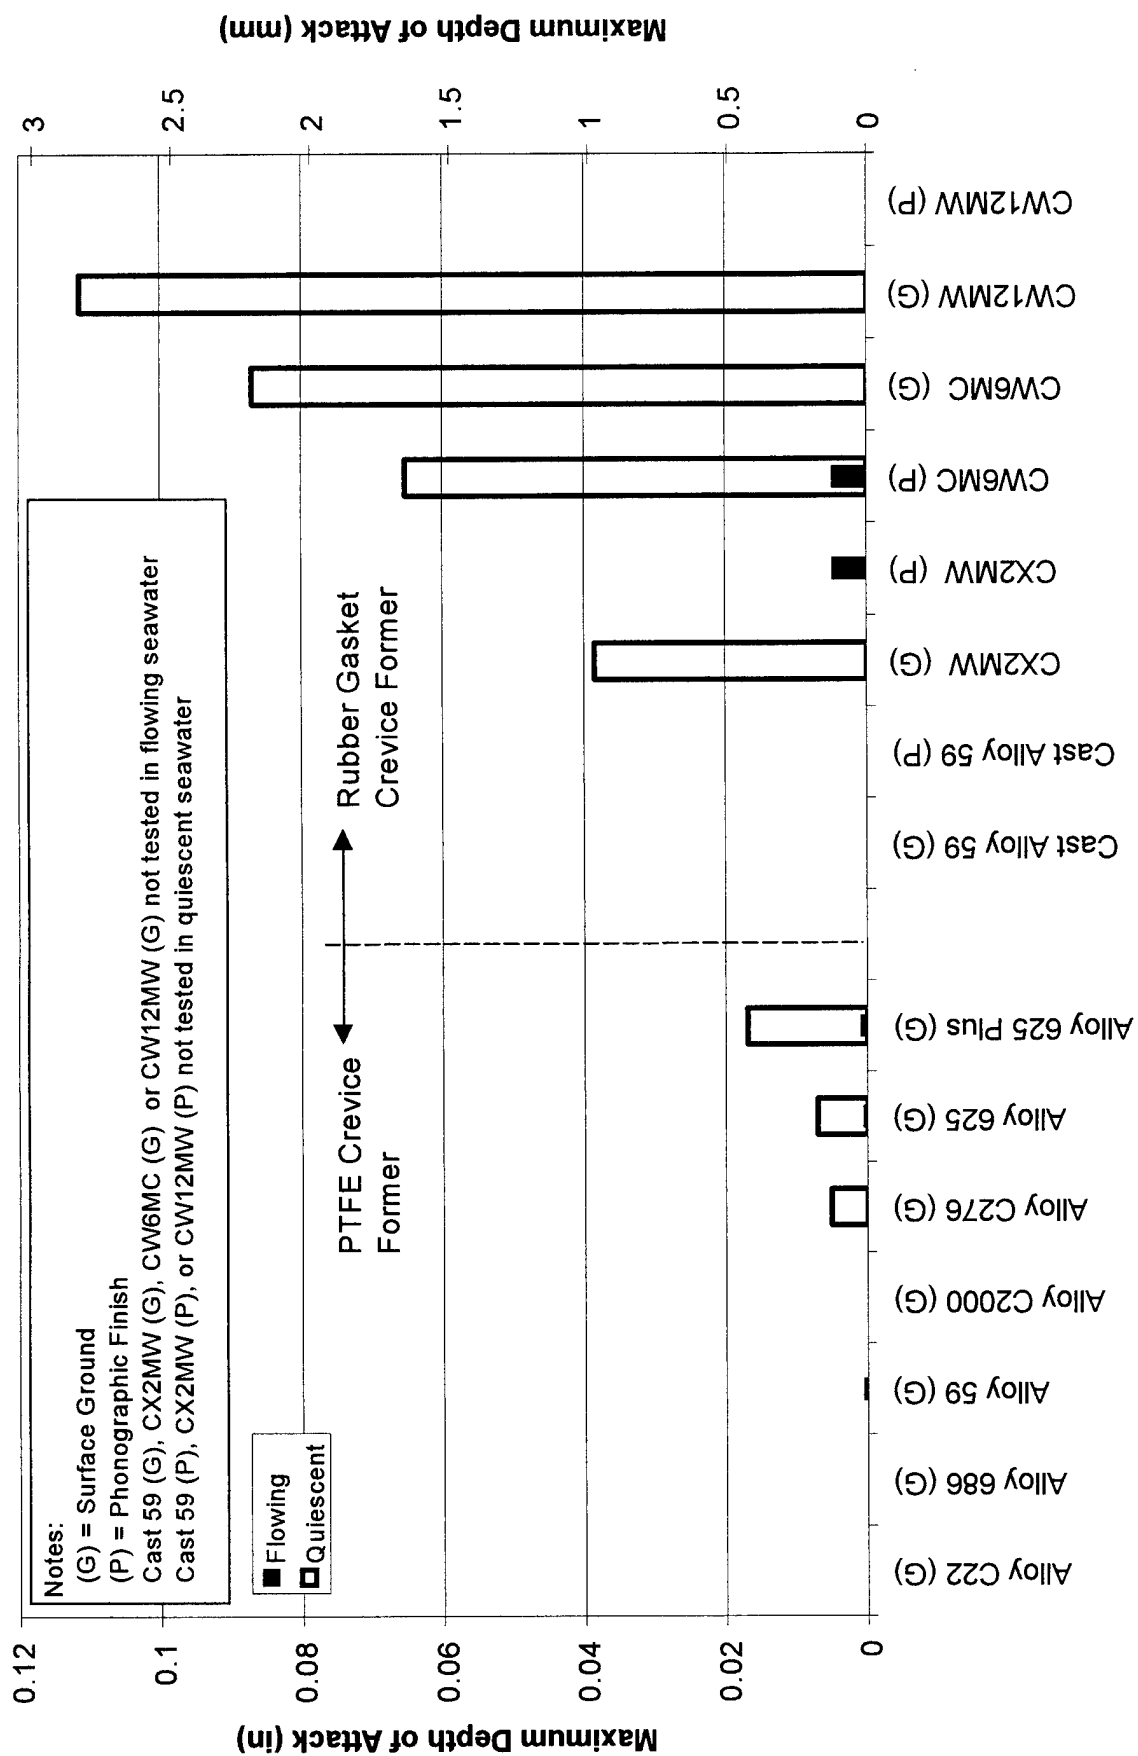 Maximum Depth of Attack (in)
0.12
0.1
0.08
0.06
0.04
0.02
0
Notes:
(G) = Surface Ground
(P) = Phonographic Finish
Cast 59 (G), CX2MW (G), CW6MC (G) or CW12MW (G) not tested in flowing seawater
Cast 59 (P), CX2MW (P), or CW12MW (P) not tested in quiescent seawater
Flowing
Quiescent
PTFE Crevice
Former
Rubber Gasket
Crevice Former
Alloy C22 (G)
Alloy 686 (G)
Alloy 59 (G)
Alloy C2000 (G)
Alloy C276 (G)
Alloy 625 (G)
Alloy 625 Plus (G)
Cast Alloy 59 (G)
Cast Alloy 59 (P)
CX2MW (G)
CX2MW (P)
CW6MC (P)
CW6MC (G)
CW12MW (G)
CW12MW (P)
3
2.5
2
1.5
1
0.5
0
Maximum Depth of Attack (mm)